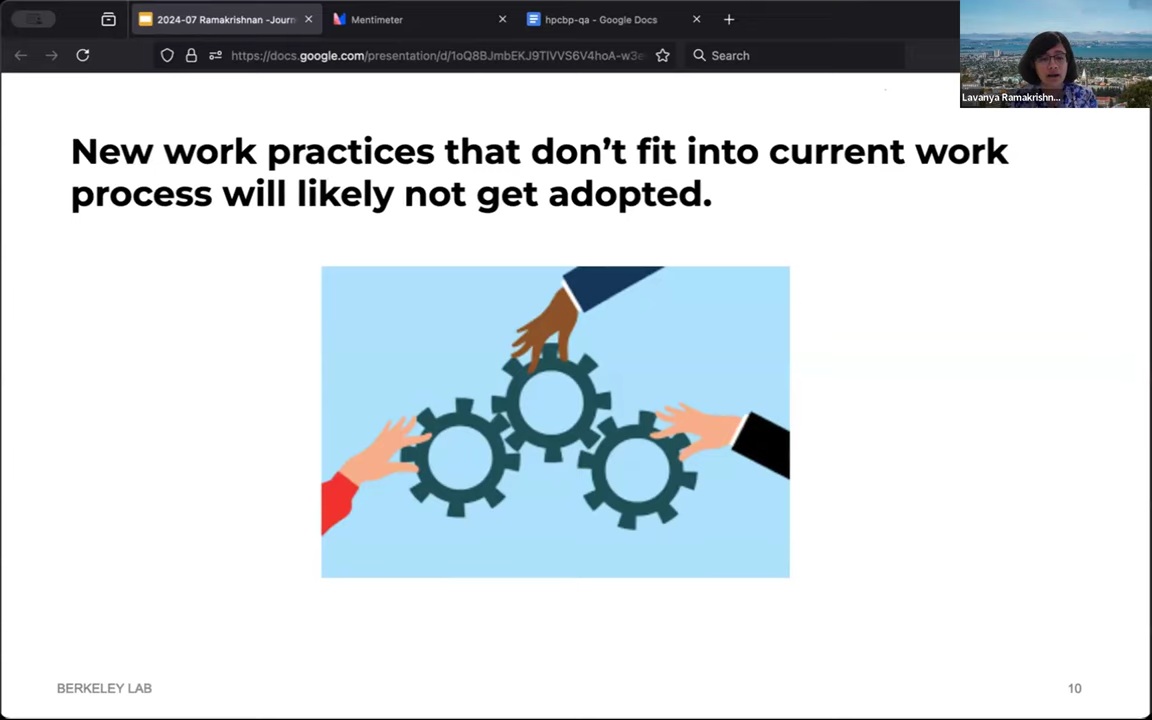 2024-07 Ramakrishnan -Journ
Mentimeter
hpcbp-qa - Google Docs
https://docs.google.com/presentation/d/1oQ8BJmbEKJ9TlVVS6V4hoA-w3e
Search
Lavanya Ramakrishn...
New work practices that don’t fit into current work
process will likely not get adopted.
BERKELEY LAB
10